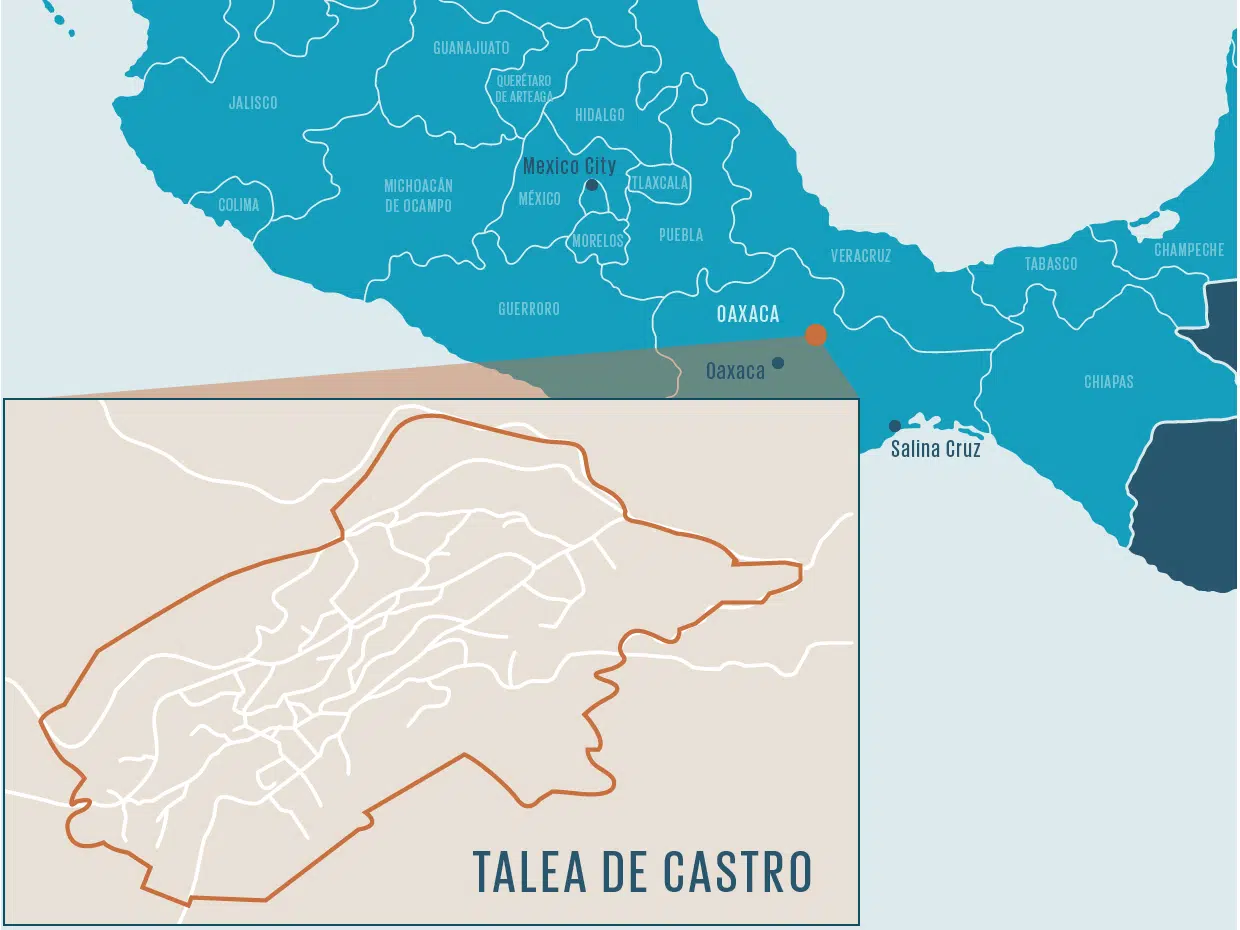 GUANAJUATO
QUERÉTARO
DE ARTEAGA
JALISCO
HIDALGO
Mexico City
MICHOACÁN
DE OCAMPO
TLAXCALA
COLIMA
MÉXICO
MORELOS
PUEBLA
VERACRUZ
TABASCO
CHAMPECHE
GUERRORO
OAXACA
Oaxaca
CHIAPAS
Salina Cruz
TALEA DE CASTRO